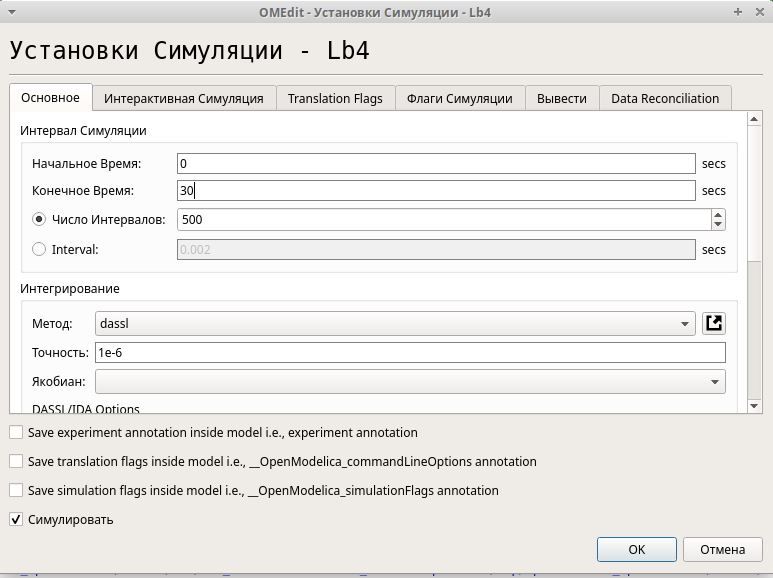 OMEdit - Установки Симуляции - Lb4
Установки Симуляции - Lb4
Основное Интерактивная Симуляция Translation Flags Флаги Симуляции Вывести Data Reconciliation
Интервал Симуляции
Начальное Время: 0 secs
Конечное Время: 30 secs
Число Интервалов: 500
Interval: 0.002 secs
Интегрирование
Метод: dassl
Точность: 1e-6
Якобиан:
DASSL/IDA Options
Save experiment annotation inside model i.e., experiment annotation
Save translation flags inside model i.e., __OpenModelica_commandLineOptions annotation
Save simulation flags inside model i.e., __OpenModelica_simulationFlags annotation
Симулировать
OK Отмена